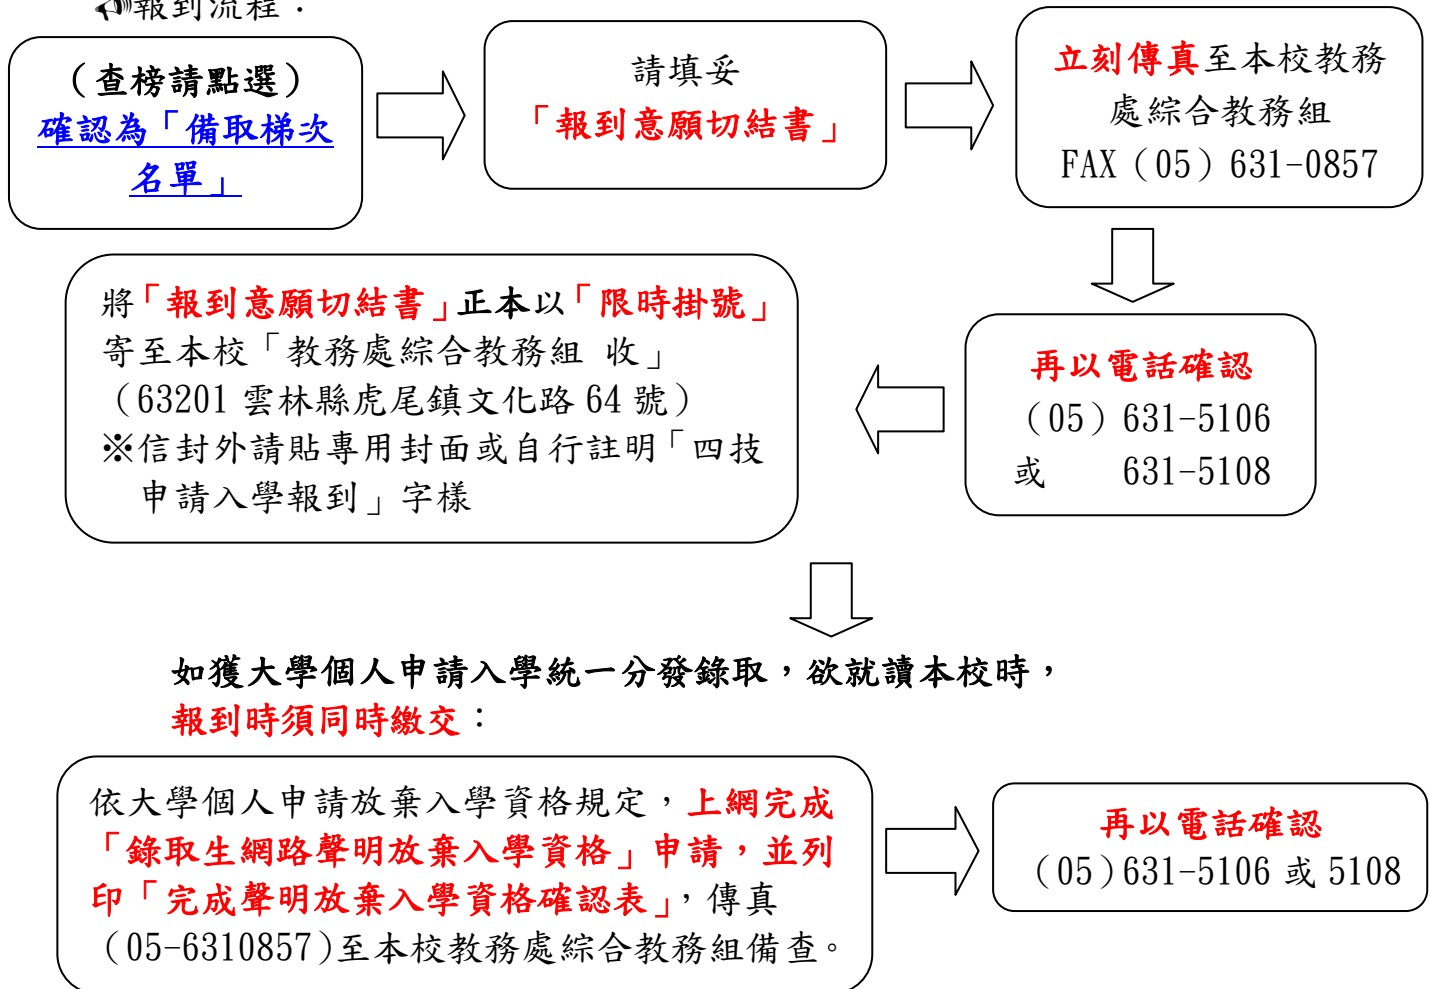 報到流程：
（查榜請點選）
確認為「備取梯次
名單」
請填妥
「報到意願切結書」
立刻傳真至本校教務
處綜合教務組
FAX（05）631-0857
再以電話確認
（05）631-5106
或 631-5108
將「報到意願切結書」正本以「限時掛號」
寄至本校「教務處綜合教務組 收」
（63201 雲林縣虎尾鎮文化路 64 號）
※信封外請貼專用封面或自行註明「四技
申請入學報到」字樣
如獲大學個人申請入學統一分發錄取，欲就讀本校時，
報到時須同時繳交：
依大學個人申請放棄入學資格規定，上網完成
「錄取生網路聲明放棄入學資格」申請，並列
印「完成聲明放棄入學資格確認表」，傳真
（05-6310857)至本校教務處綜合教務組備查。
再以電話確認
（05）631-5106 或 5108